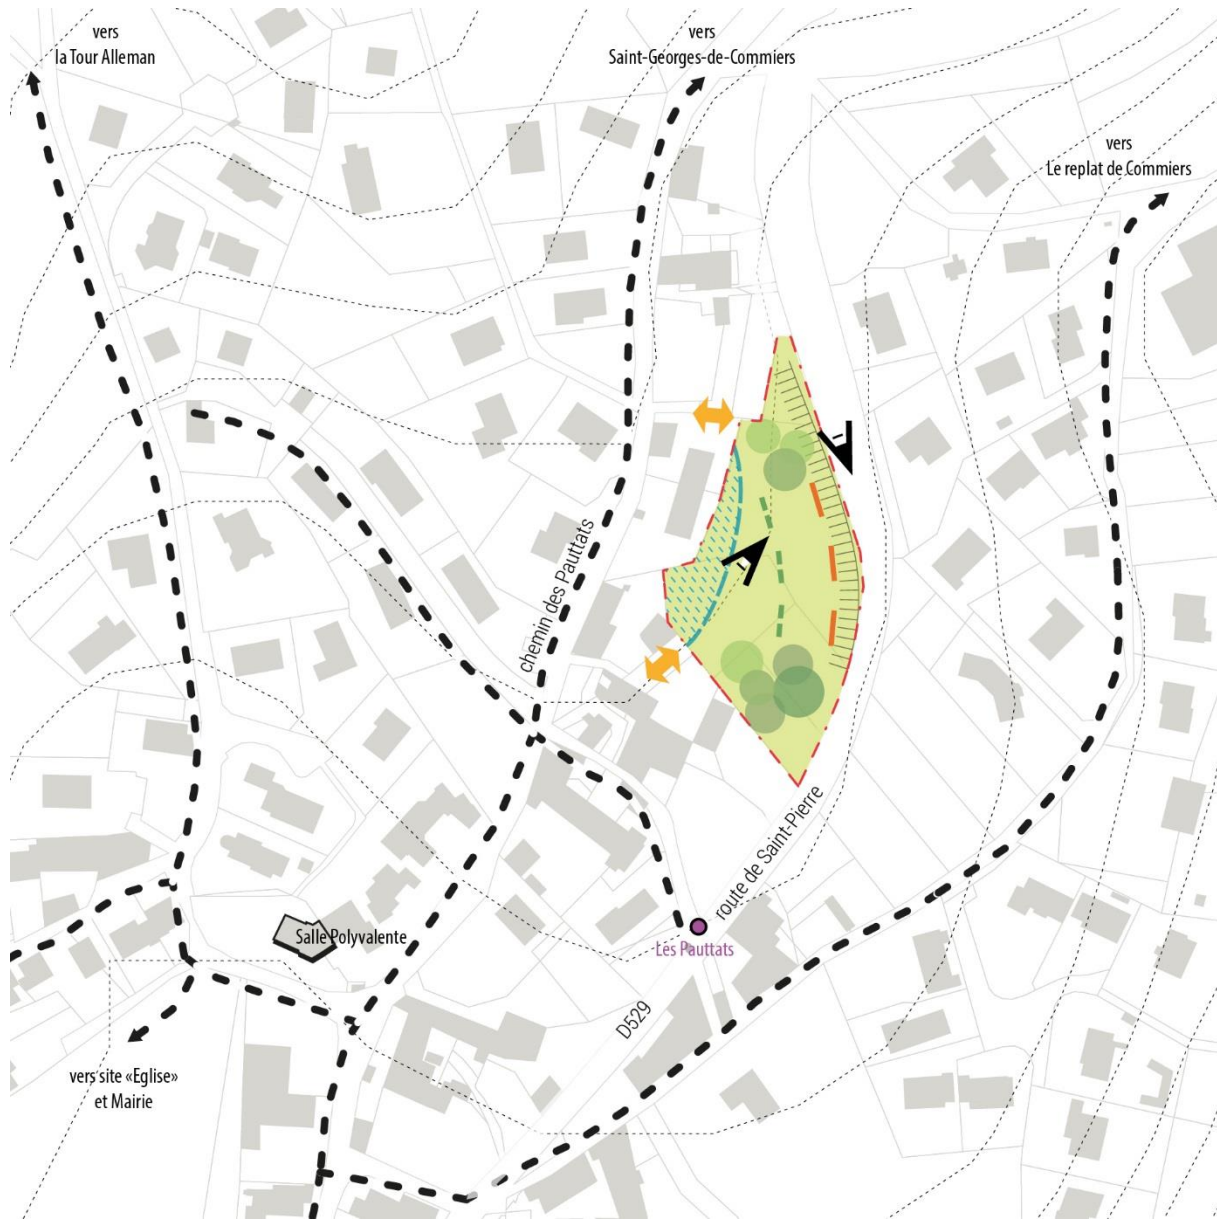 vers
la Tour Alleman
vers
Saint-Georges-de-Commiers
vers
Le replat de Commiers
chemin des Pauttats
route de Saint-Pierre
Salle Polyvalente
Les Pauttats
D529
vers site «Eglise»
et Mairie